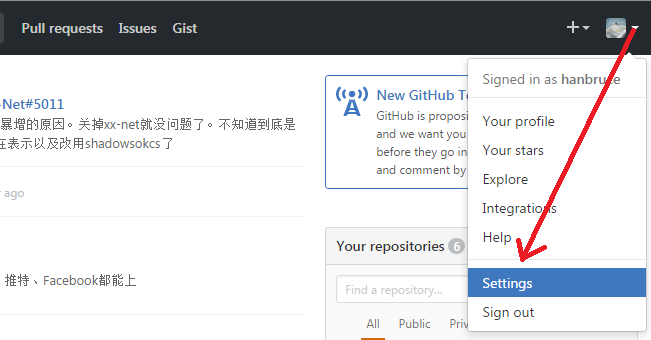 Pull requests Issues Gist
Signed in as hanbruce
-Net#5011
暴增的原因。关掉xx-net就没问题了。不知道到底是
在表示以及改用shadowsokcs了
ago
推特、Facebook都能上
New GitHub
GitHub is
and we want you
before they go in
and comment by
Your repositories 6
Find a repository...
All Public
Your profile
Your stars
Explore
Integrations
Help
Settings
Sign out